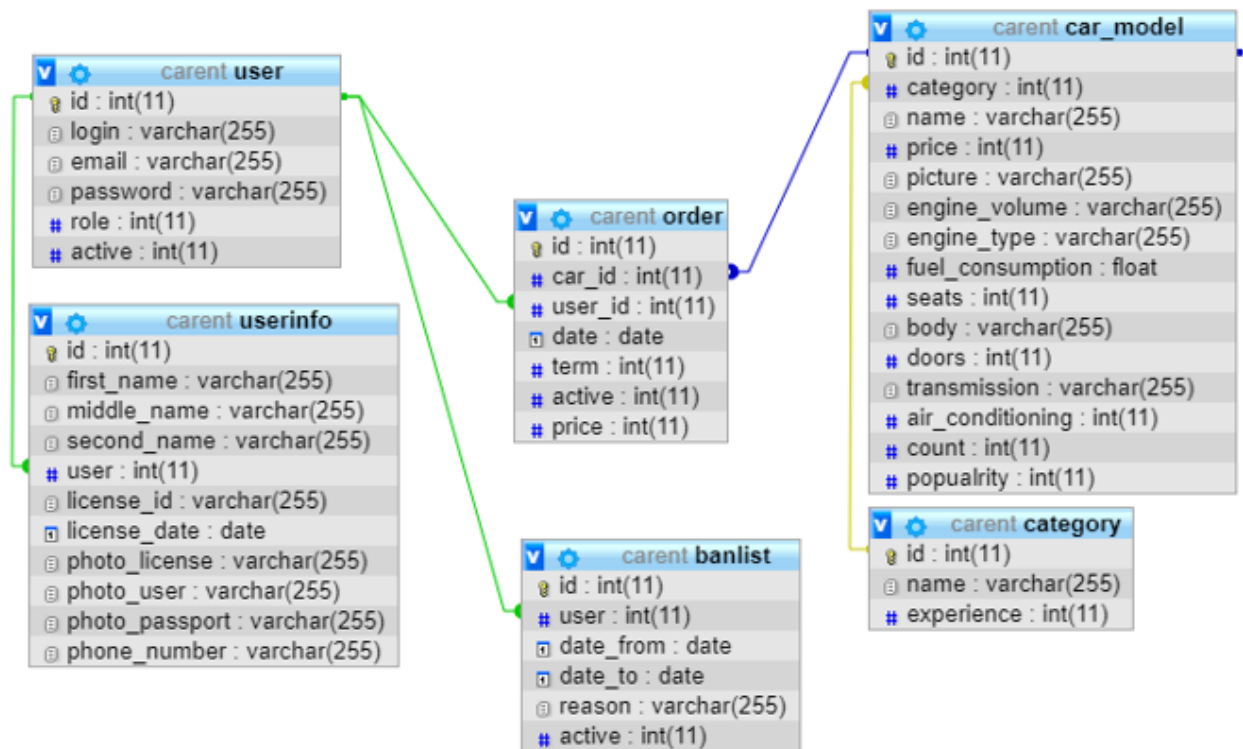 carent user
id : int(11)
login : varchar(255)
email : varchar(255)
password : varchar(255)
role : int(11)
active : int(11)
carent userinfo
id : int(11)
first_name : varchar(255)
middle_name : varchar(255)
second_name : varchar(255)
user : int(11)
license_id : varchar(255)
license_date : date
photo_license : varchar(255)
photo_user : varchar(255)
photo_passport : varchar(255)
phone_number : varchar(255)
carent order
id : int(11)
car_id : int(11)
user_id : int(11)
date : date
term : int(11)
active : int(11)
price : int(11)
carent banlist
id : int(11)
user : int(11)
date_from : date
date_to : date
reason : varchar(255)
active : int(11)
carent car_model
id : int(11)
category : int(11)
name : varchar(255)
price : int(11)
picture : varchar(255)
engine_volume : varchar(255)
engine_type : varchar(255)
fuel_consumption : float
seats : int(11)
body : varchar(255)
doors : int(11)
transmission : varchar(255)
air_conditioning : int(11)
count : int(11)
popualrity : int(11)
carent category
id : int(11)
name : varchar(255)
experience : int(11)